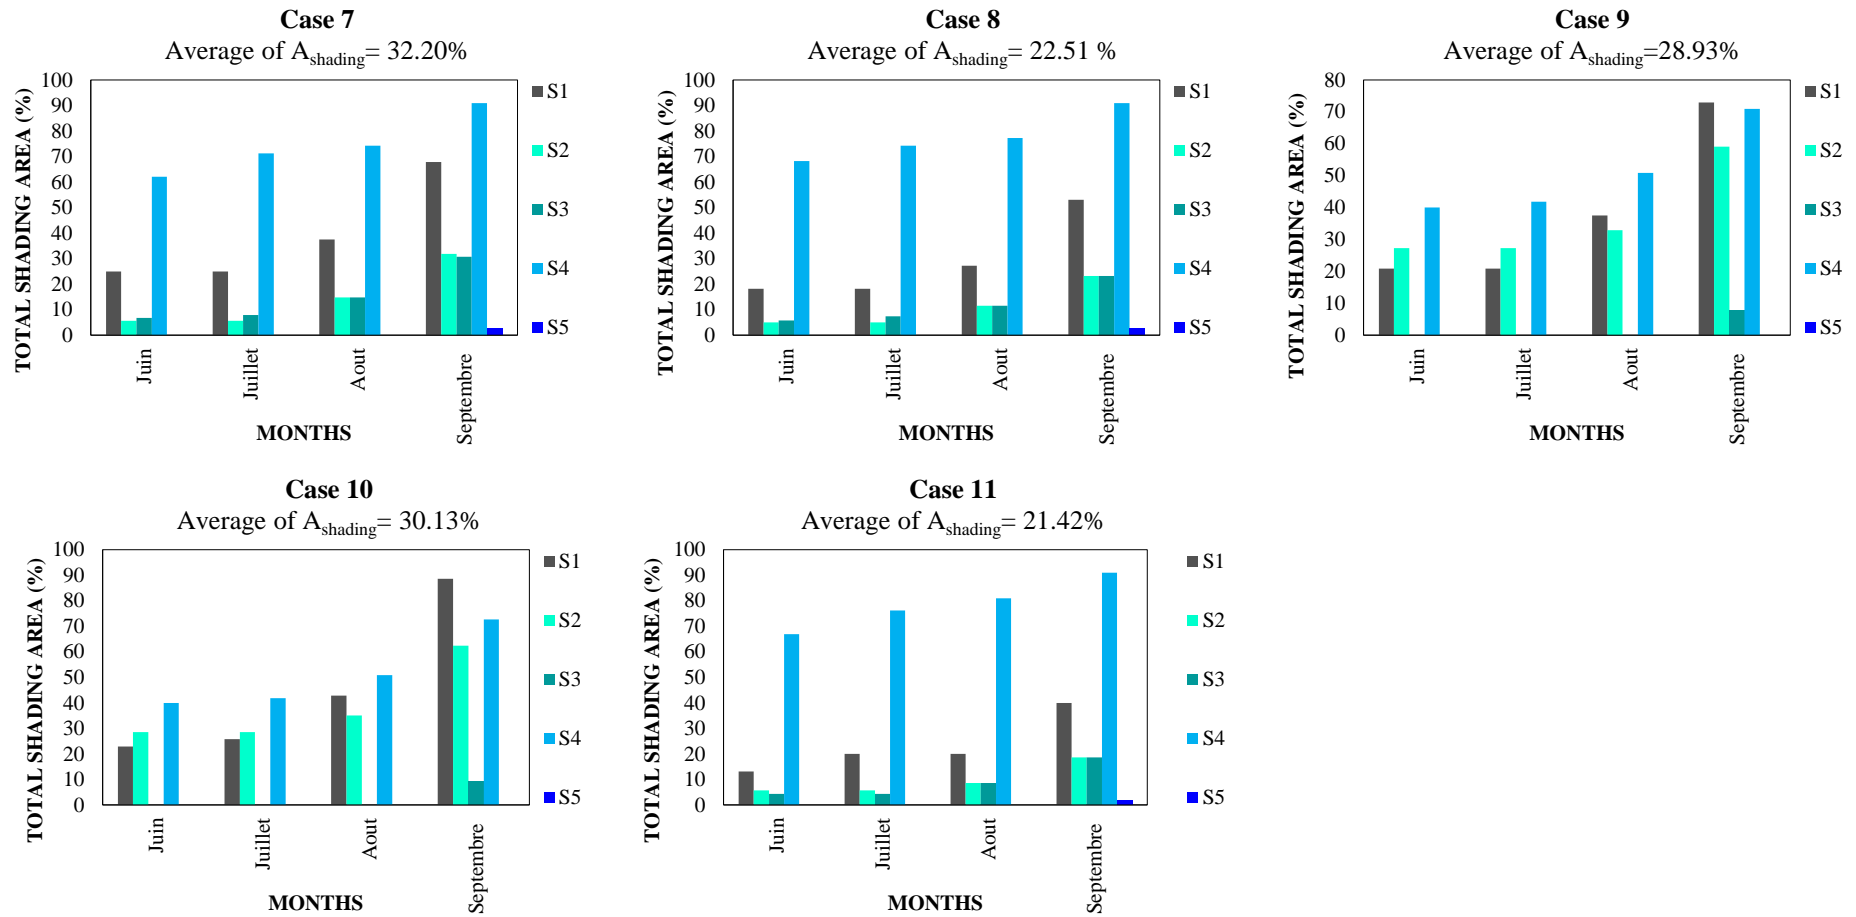 Case 7
Average of Ashading= 32.20%
TOTAL SHADING AREA (%)
100
90
80
70
60
50
40
30
20
10
0
Juin
Juillet
Aout
Septembre
MONTHS
S1
S2
S3
S4
S5
Case 8
Average of Ashading= 22.51 %
TOTAL SHADING AREA (%)
100
90
80
70
60
50
40
30
20
10
0
Juin
Juillet
Aout
Septembre
MONTHS
S1
S2
S3
S4
S5
Case 9
Average of Ashading=28.93%
TOTAL SHADING AREA (%)
80
70
60
50
40
30
20
10
0
Juin
Juillet
Aout
Septembre
MONTHS
S1
S2
S3
S4
S5
Case 10
Average of Ashading= 30.13%
TOTAL SHADING AREA (%)
100
90
80
70
60
50
40
30
20
10
0
Juin
Juillet
Aout
Septembre
MONTHS
S1
S2
S3
S4
S5
Case 11
Average of Ashading= 21.42%
TOTAL SHADING AREA (%)
100
90
80
70
60
50
40
30
20
10
0
Juin
Juillet
Aout
Septembre
MONTHS
S1
S2
S3
S4
S5